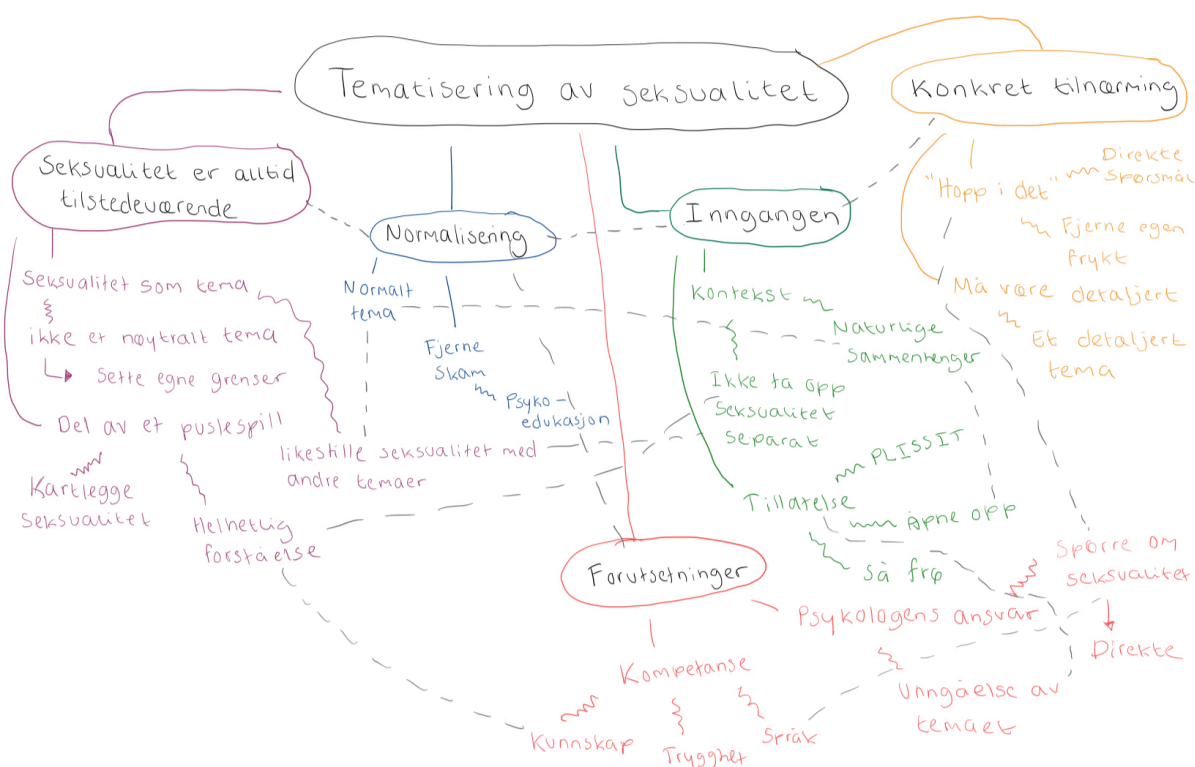 Tematisering av seksualitet
Konkret tilnærming
Seksualitet er alltid
tilstedeværende
Normalisering
Inngangen
"Hopp i det"
Direkte
Spørsmål
Fjerne egen
frykt
Må være detaljert
Et detaljert
tema
Seksualitet som tema
ikke et nøytralt tema
Sette egne grenser
Del av et puslespill
Kartlegge
seksualitet
Helhetlig
forståelse
likestille seksualitet med
andre temaer
Normalt
tema
Fjerne
Skam
Psyko-
edukasjon
Kontekst
Naturlige
Sammenhenger
Ikke ta opp
Seksualitet
separat
Tillatelse
PLISSIT
Åpne opp
Så frø
Forutsetninger
Psykologens ansvar
Spørre om
seksualitet
Direkte
Unngåelse av
temaet
Kompetanse
Kunnskap
Trygghet
Språk